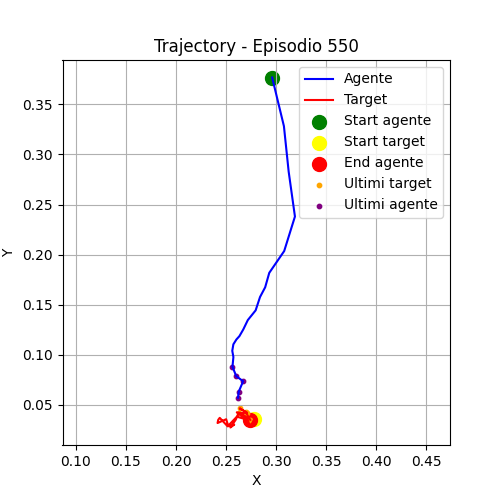 Trajectory - Episodio 550
Agente
Target
Start agente
Start target
End agente
Ultimi target
Ultimi agente
Y
0.35
0.30
0.25
0.20
0.15
0.10
0.05
0.10 0.15 0.20 0.25 0.30 0.35 0.40 0.45
X